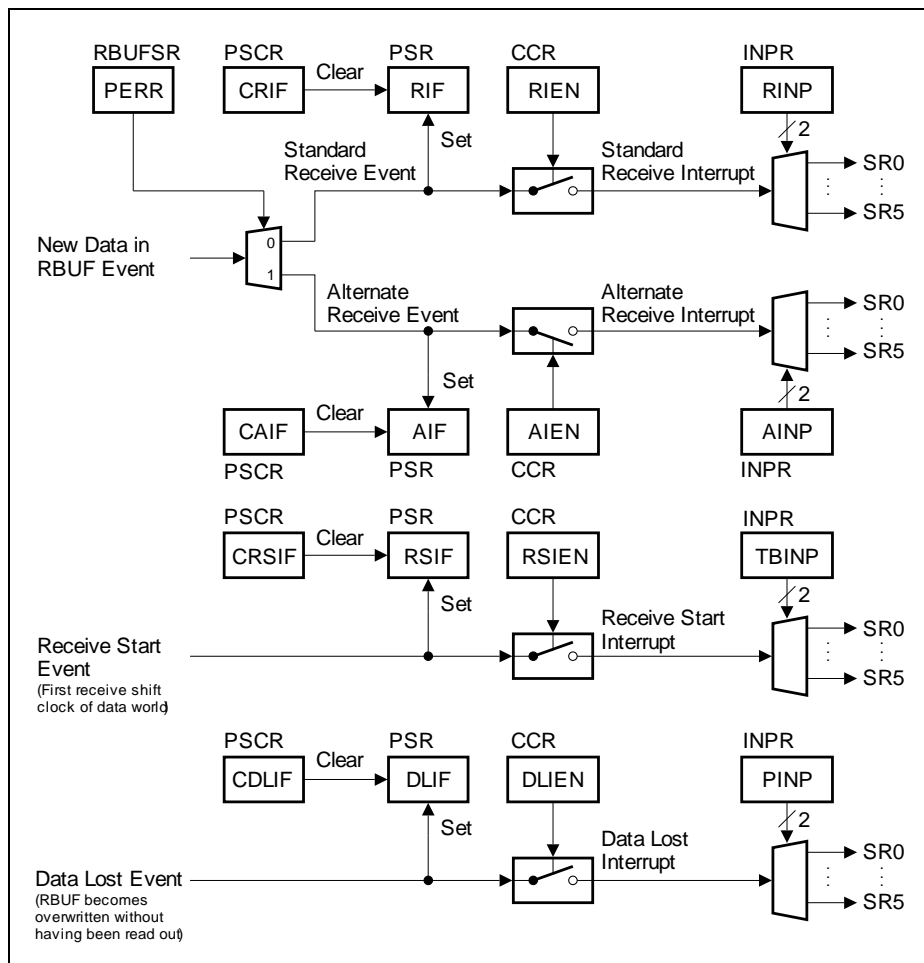 RBUFSR PSCR PSR CCR INPR
Clear
PERR CRIF RIF RIEN RINP
2
Set
Standard
Receive Event
Standard
Receive Interrupt
SR0
SR5
New Data in
RBUF Event
0
1
Alternate
Receive Event
Alternate
Receive Interrupt
SR0
SR5
Set
2
Clear
CAIF AIF AIEN AINP
PSCR PSR CCR INPR
PSCR PSR CCR INPR
Clear
CRSIF RSIF RSIEN TBINP
2
Set
Receive Start
Interrupt
SR0
SR5
Receive Start
Event
(First receive shift
clock of data world)
PSCR PSR CCR INPR
Clear
CDLIF DLIF DLIEN PINP
2
Set
Data Lost
Interrupt
SR0
SR5
Data Lost Event
(RBUF becomes
overwritten without
having been read out)